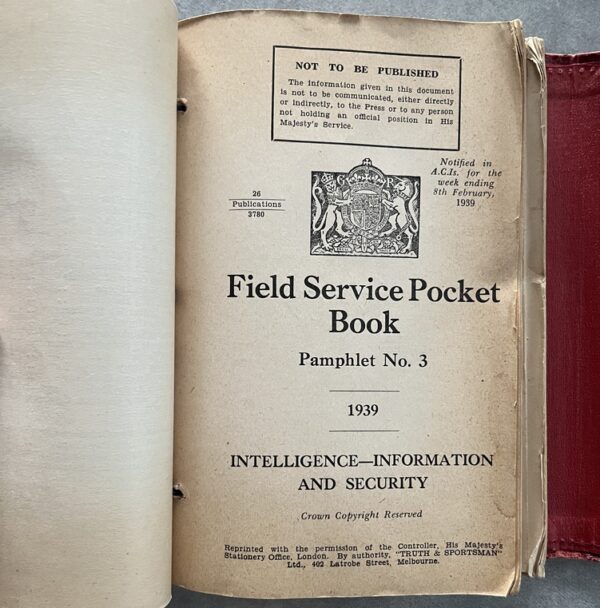 NOT TO BE PUBLISHED
The information given in this document
is not to be communicated, either directly
or indirectly, to the Press or to any person
not holding an official position in His
Majesty's Service.
Notified in
A.C.Is. for the
week ending
8th February,
1939
26
Publications
3780
G R
Field Service Pocket
Book
Pamphlet No. 3
1939
INTELLIGENCE—INFORMATION
AND SECURITY
Crown Copyright Reserved
Reprinted with the permission of the Controller, His Majesty's
Stationery Office, London. By authority, "TRUTH & SPORTSMAN"
Ltd., 402 Latrobe Street, Melbourne.